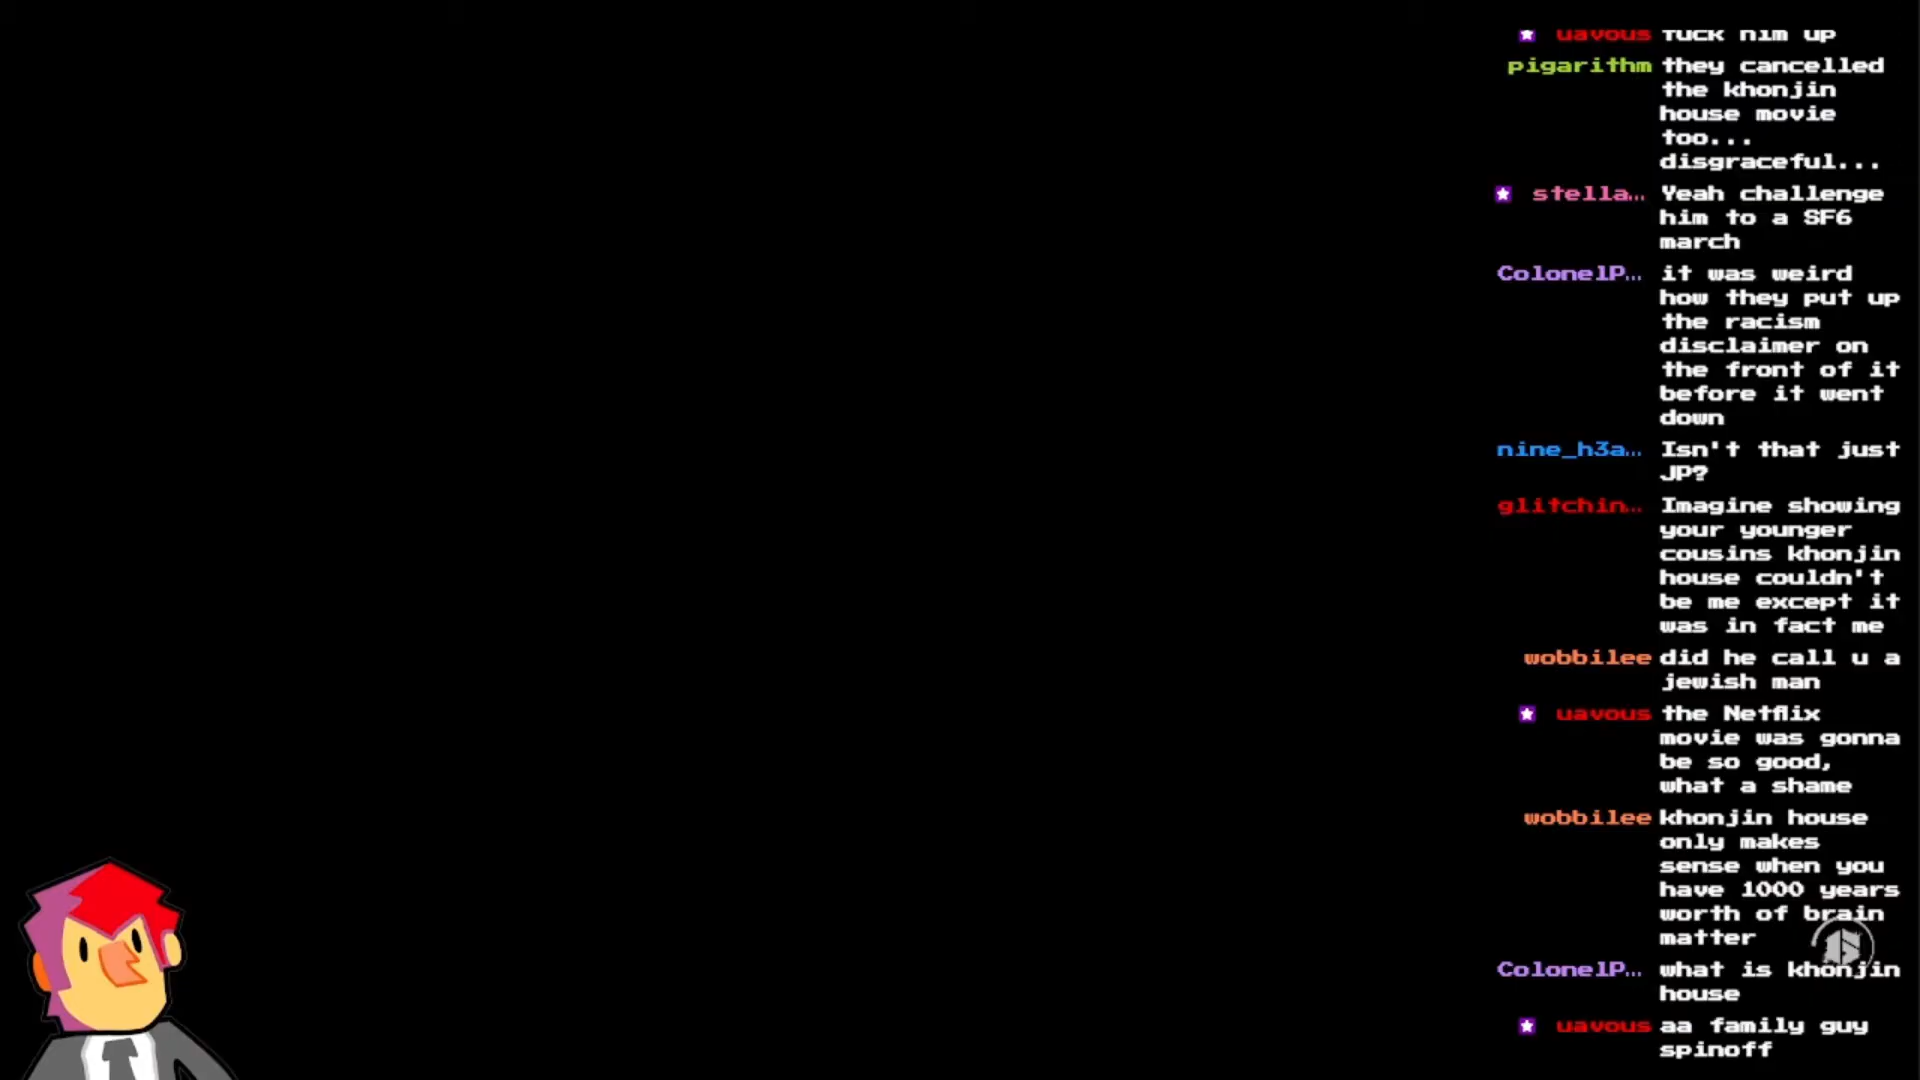 uavous fuck him up
pigarithm they cancelled
the khonjin
house movie
too...
disgraceful...
stella... Yeah challenge
him to a SF6
march
ColonelP... it was weird
how they put up
the racism
disclaimer on
the front of it
before it went
down
nine_h3a... Isn't that just
JP?
glitchin... Imagine showing
your younger
cousins khonjin
house couldn't
be me except it
was in fact me
wobbilee did he call u a
jewish man
uavous the Netflix
movie was gonna
be so good,
what a shame
wobbilee khonjin house
only makes
sense when you
have 1000 years
worth of brain
matter
ColonelP... what is khonjin
house
uavous aa family guy
spinoff